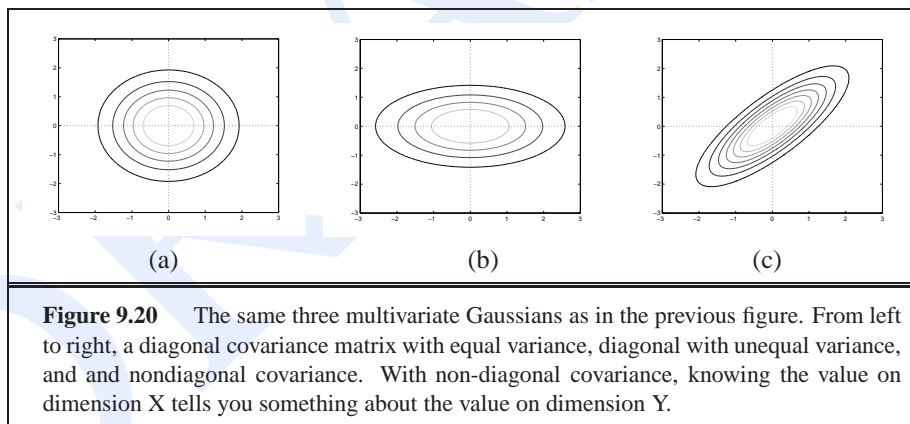 3
2
1
0
−1
−2
−3
−3 −2 −1 0 1 2 3
(a)
3
2
1
0
−1
−2
−3
−3 −2 −1 0 1 2 3
(b)
3
2
1
0
−1
−2
−3
−3 −2 −1 0 1 2 3
(c)
Figure 9.20 The same three multivariate Gaussians as in the previous figure. From left
to right, a diagonal covariance matrix with equal variance, diagonal with unequal variance,
and and nondiagonal covariance. With non-diagonal covariance, knowing the value on
dimension X tells you something about the value on dimension Y.